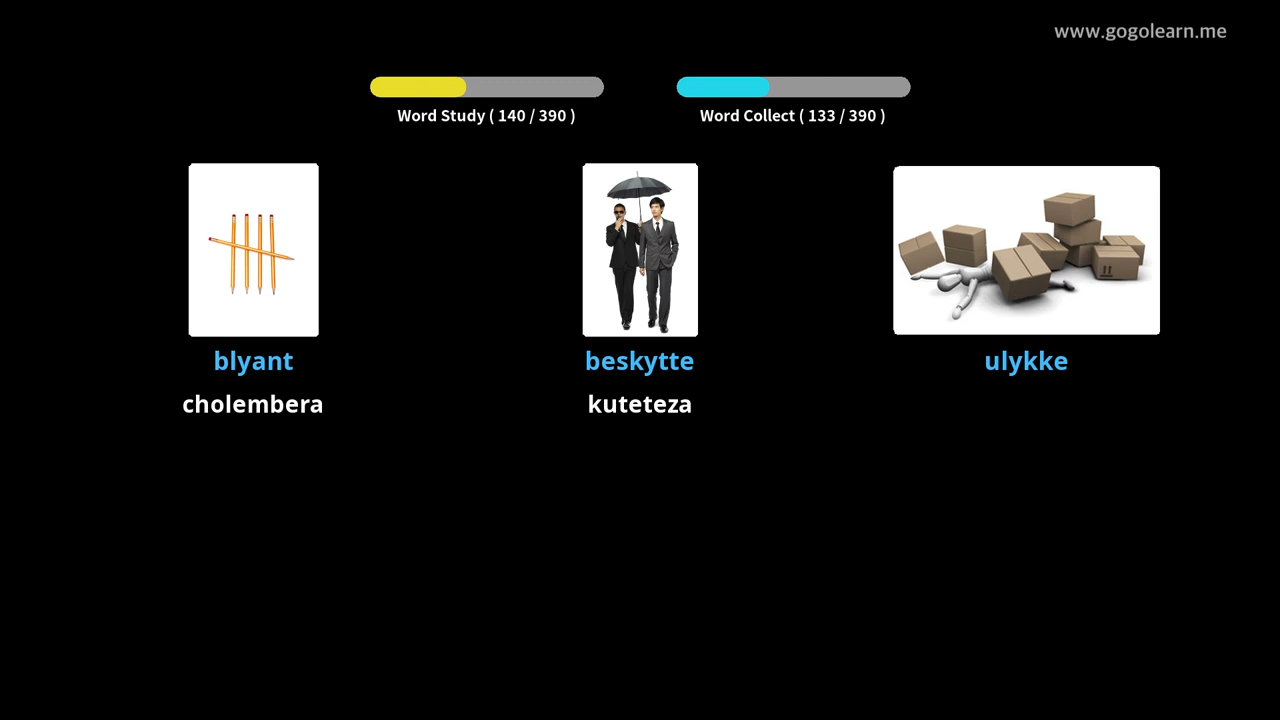 www.gogolearn.me
Word Study ( 140 / 390 )
Word Collect ( 133 / 390 )
blyant
beskytte
ulykke
cholembera
kuteteza